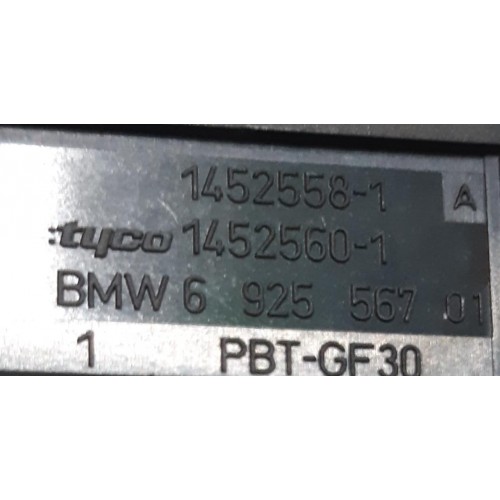 1452558-1 A
:tyco 1452560-1
BMW 6 925 567 01
1 PBT-GF30